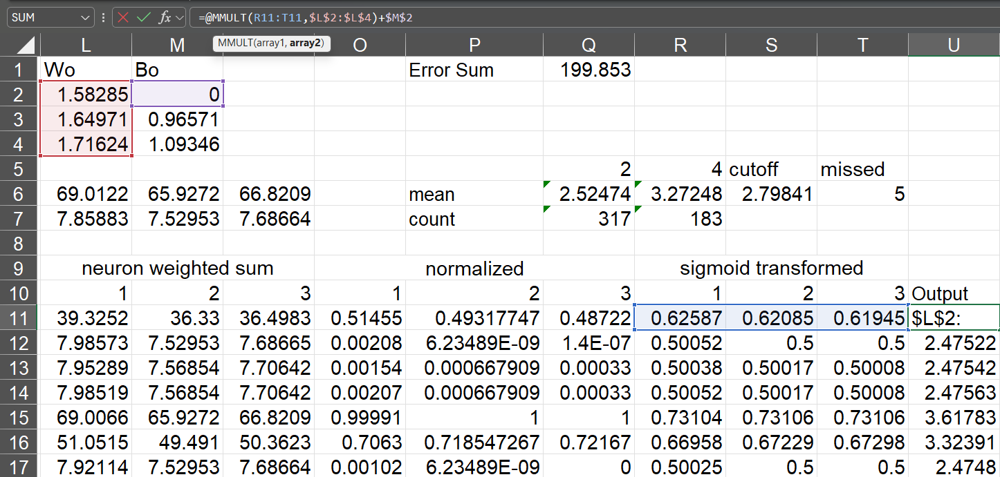 SUM =@MMULT(R11:T11,$L$2:$L$4)+$M$2
MMULT(array1, array2)
L M O P Q R S T U
1 Wo Bo Error Sum 199.853
2 1.58285 0
3 1.64971 0.96571
4 1.71624 1.09346
5 2 4 cutoff missed
6 69.0122 65.9272 66.8209 mean 2.52474 3.27248 2.79841 5
7 7.85883 7.52953 7.68664 count 317 183
8
9 neuron weighted sum normalized sigmoid transformed
10 1 2 3 1 2 3 1 2 3 Output
11 39.3252 36.33 36.4983 0.51455 0.49317747 0.48722 0.62587 0.62085 0.61945 $L$2:
12 7.98573 7.52953 7.68665 0.00208 6.23489E-09 1.4E-07 0.50052 0.5 0.5 2.47522
13 7.95289 7.56854 7.70642 0.00154 0.000667909 0.00033 0.50038 0.50017 0.50008 2.47542
14 7.98519 7.56854 7.70642 0.00207 0.000667909 0.00033 0.50052 0.50017 0.50008 2.47563
15 69.0066 65.9272 66.8209 0.99991 1 1 0.73104 0.73106 0.73106 3.61783
16 51.0515 49.491 50.3623 0.7063 0.718547267 0.72167 0.66958 0.67229 0.67298 3.32391
17 7.92114 7.52953 7.68664 0.00102 6.23489E-09 0 0.50025 0.5 0.5 2.4748